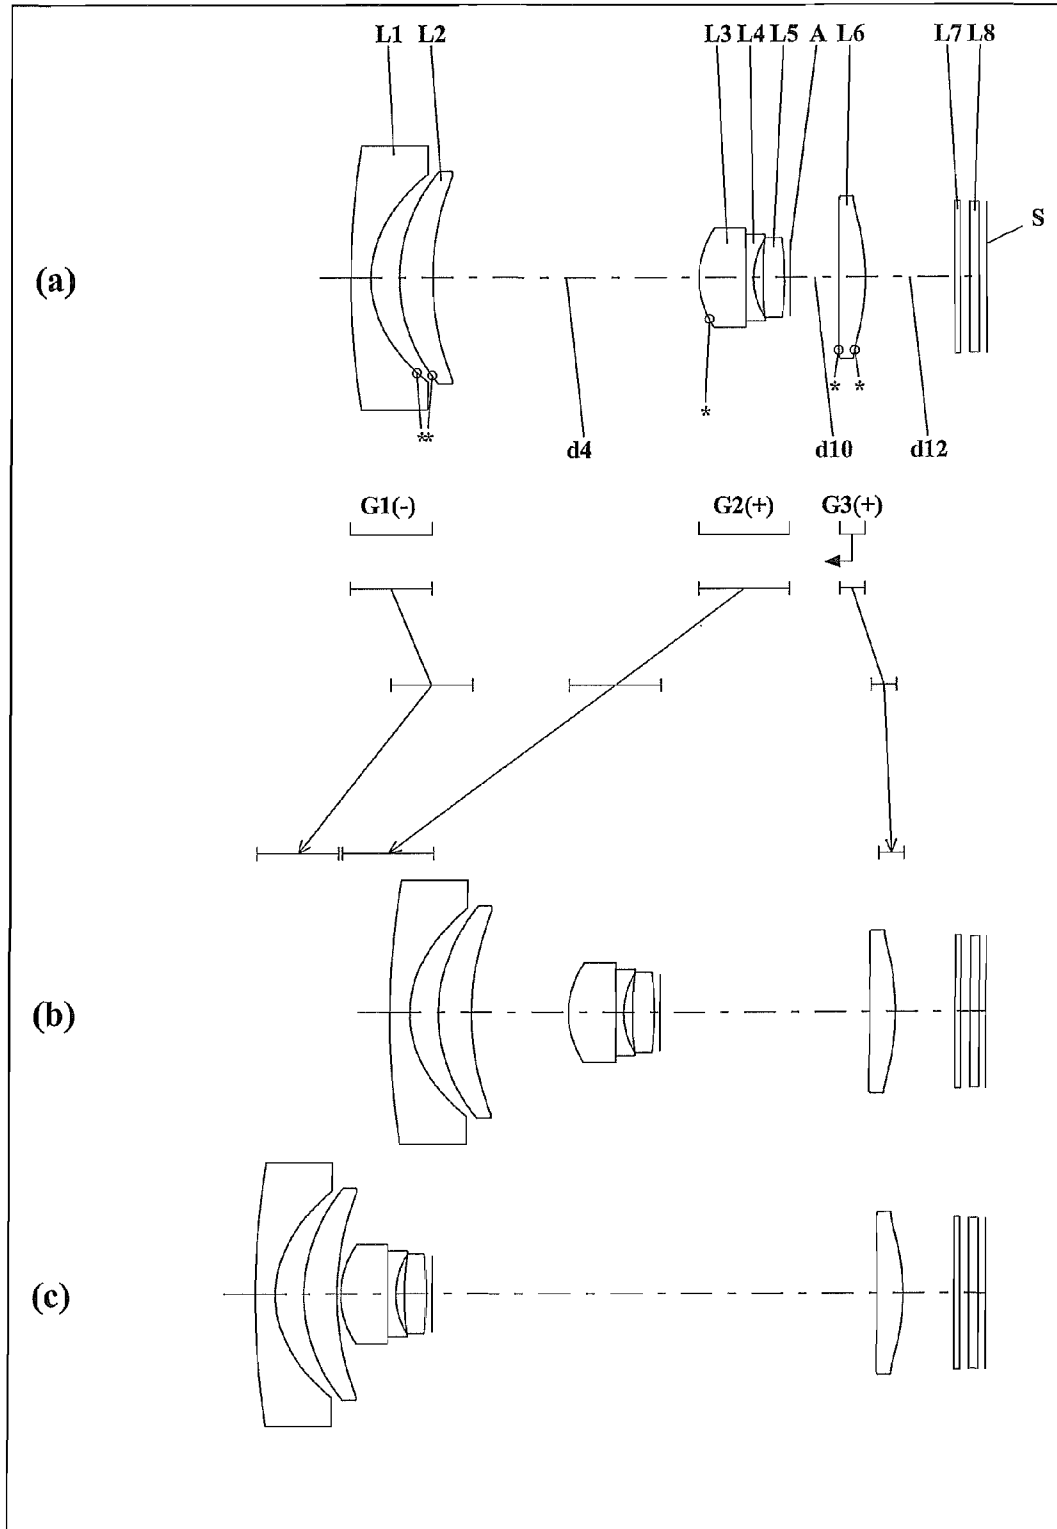 L1 L2 L3 L4 L5 A L6 L7 L8
S
(a)
* *
*
* *
d4 d10 d12
G1(-) G2(+) G3(+)
(b)
(c)